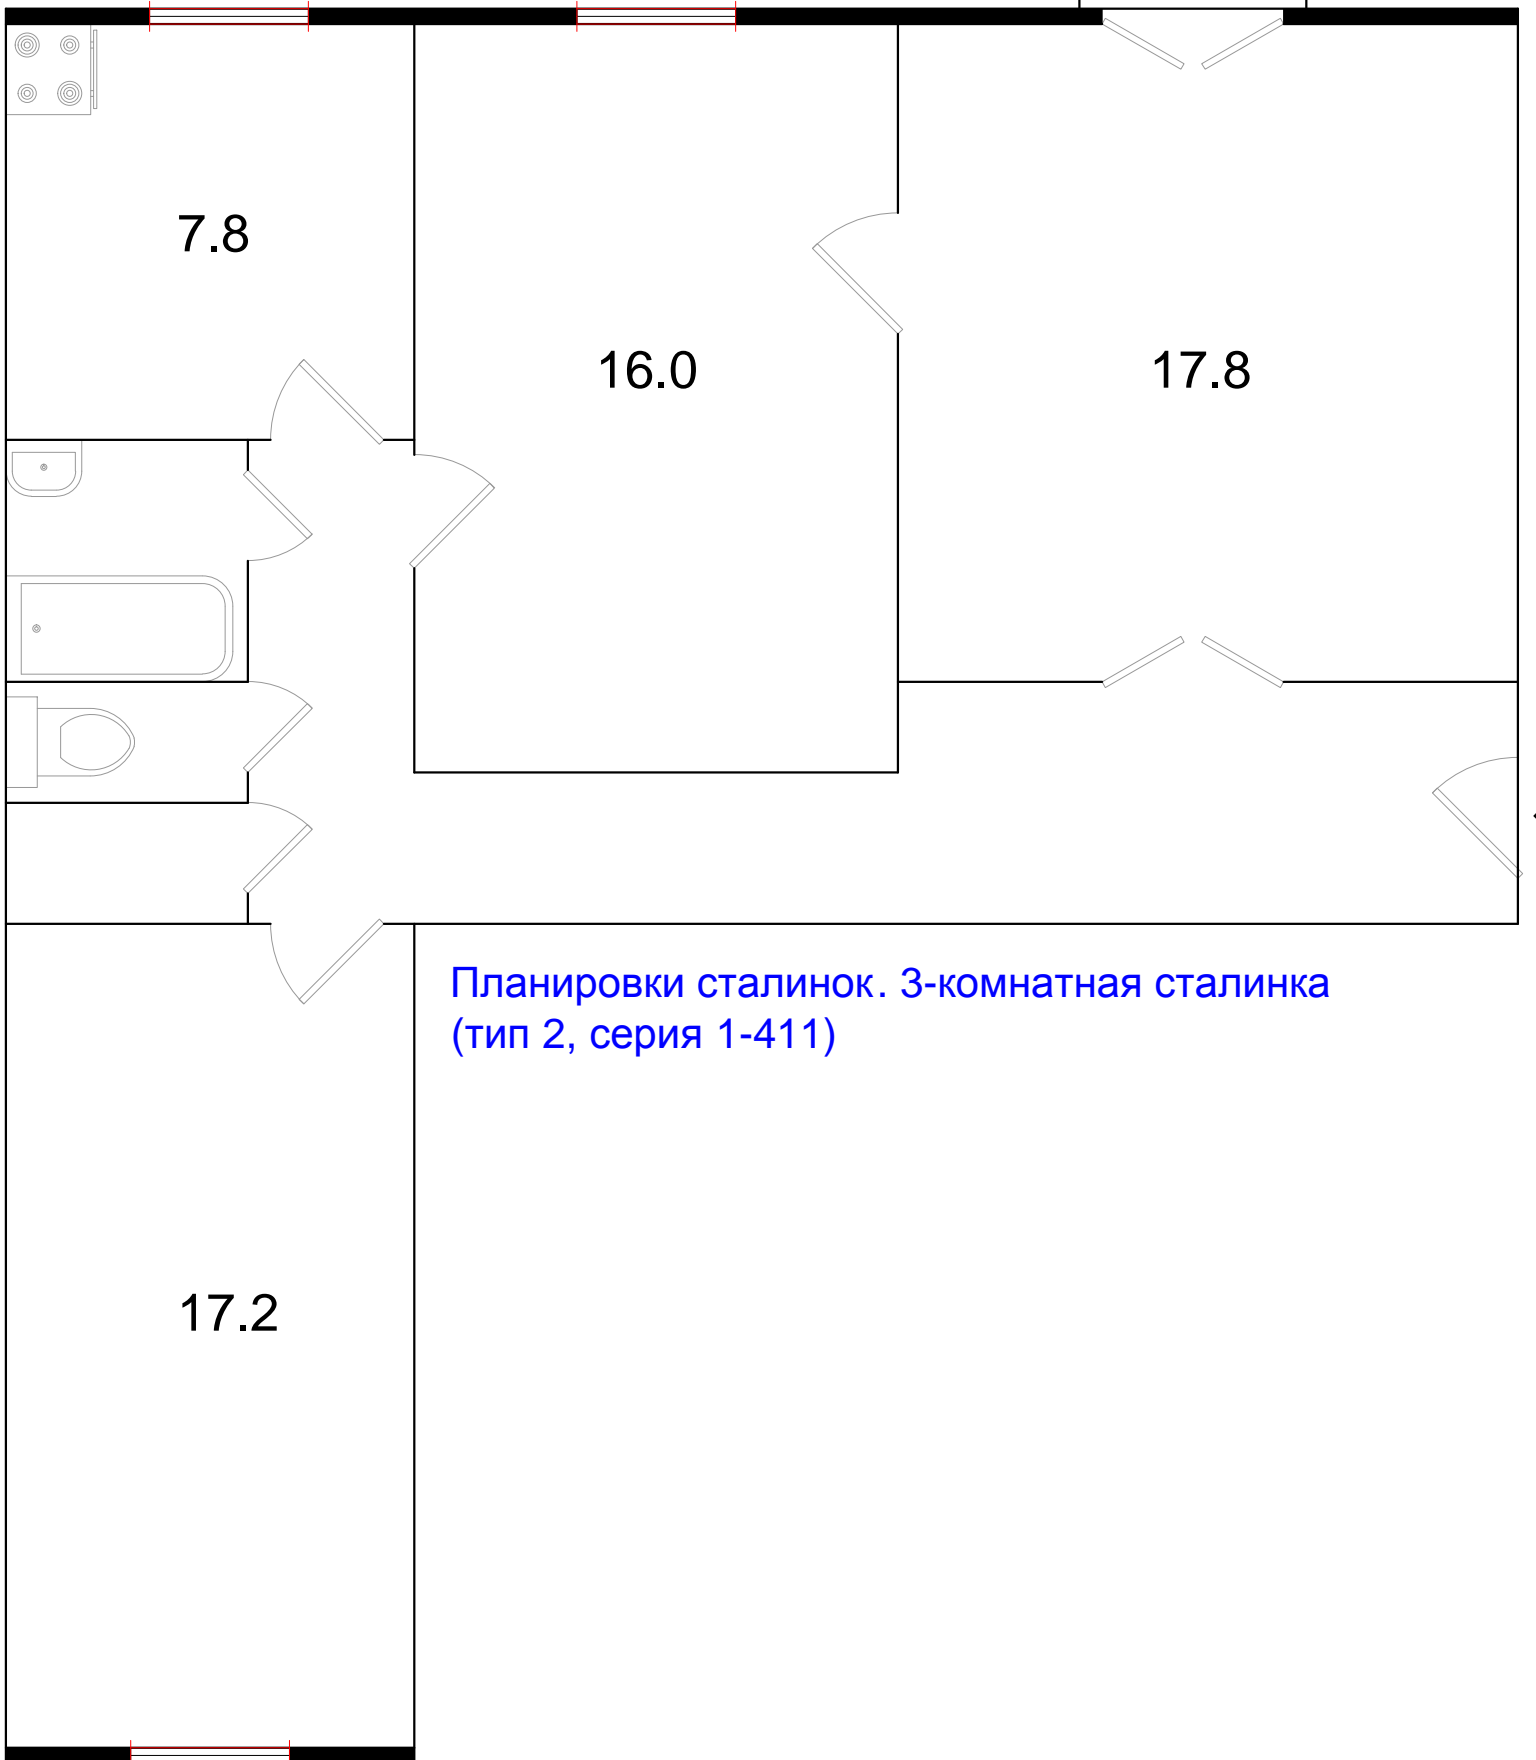 7.8
16.0
17.8
Планировки сталинок. 3-комнатная сталинка
(тип 2, серия 1-411)
17.2